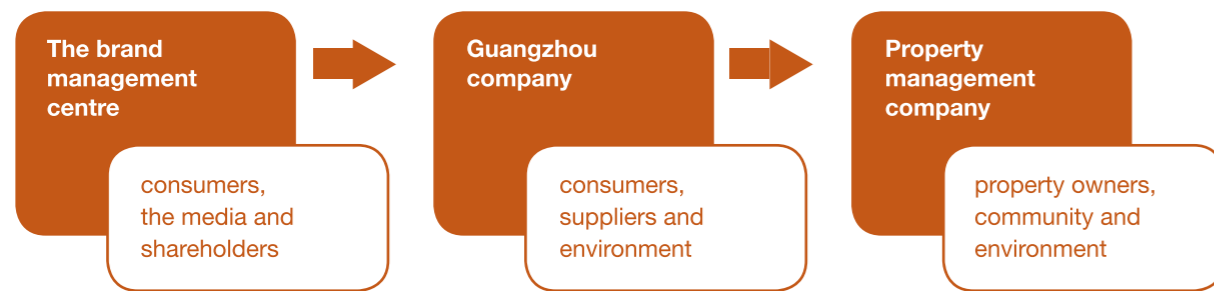 The brand
management
centre
consumers,
the media and
shareholders
Guangzhou
company
consumers,
suppliers and
environment
Property
management
company
property owners,
community and
environment